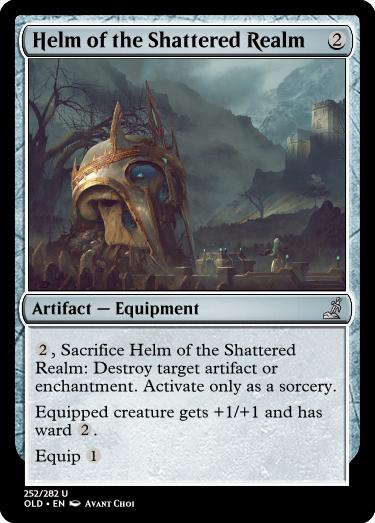 Helm of the Shattered Realm 2
Artifact — Equipment
2, Sacrifice Helm of the Shattered
Realm: Destroy target artifact or
enchantment. Activate only as a sorcery.
Equipped creature gets +1/+1 and has
ward 2.
Equip 1
252/282 U
OLD • EN Avant Choi